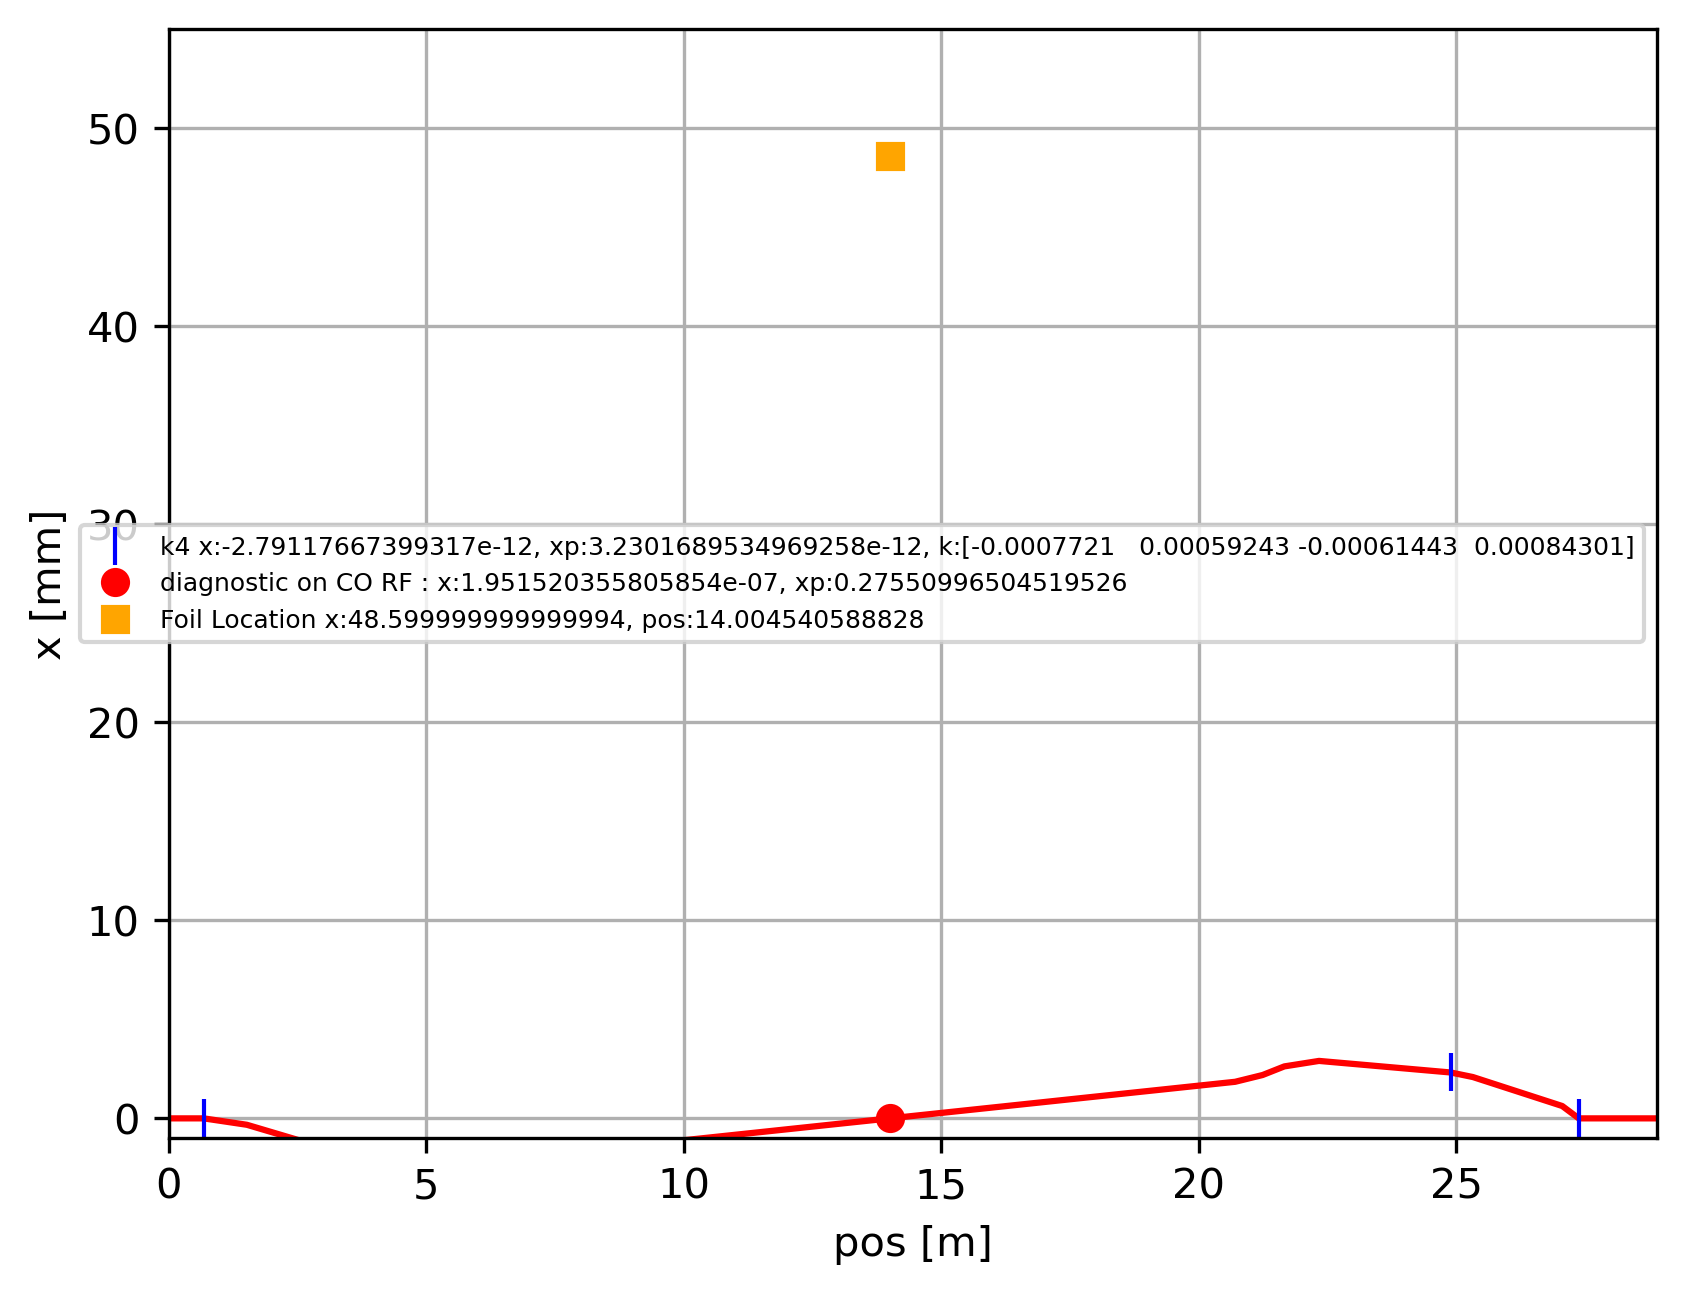 50
40
30
20
10
0
x [mm]
k4 x:-2.79117667399317e-12, xp:3.2301689534969258e-12, k:[-0.0007721   0.00059243 -0.00061443  0.00084301]
diagnostic on CO RF : x:1.951520355805854e-07, xp:0.27550996504519526
Foil Location x:48.599999999999994, pos:14.004540588828
0 5 10 15 20 25
pos [m]